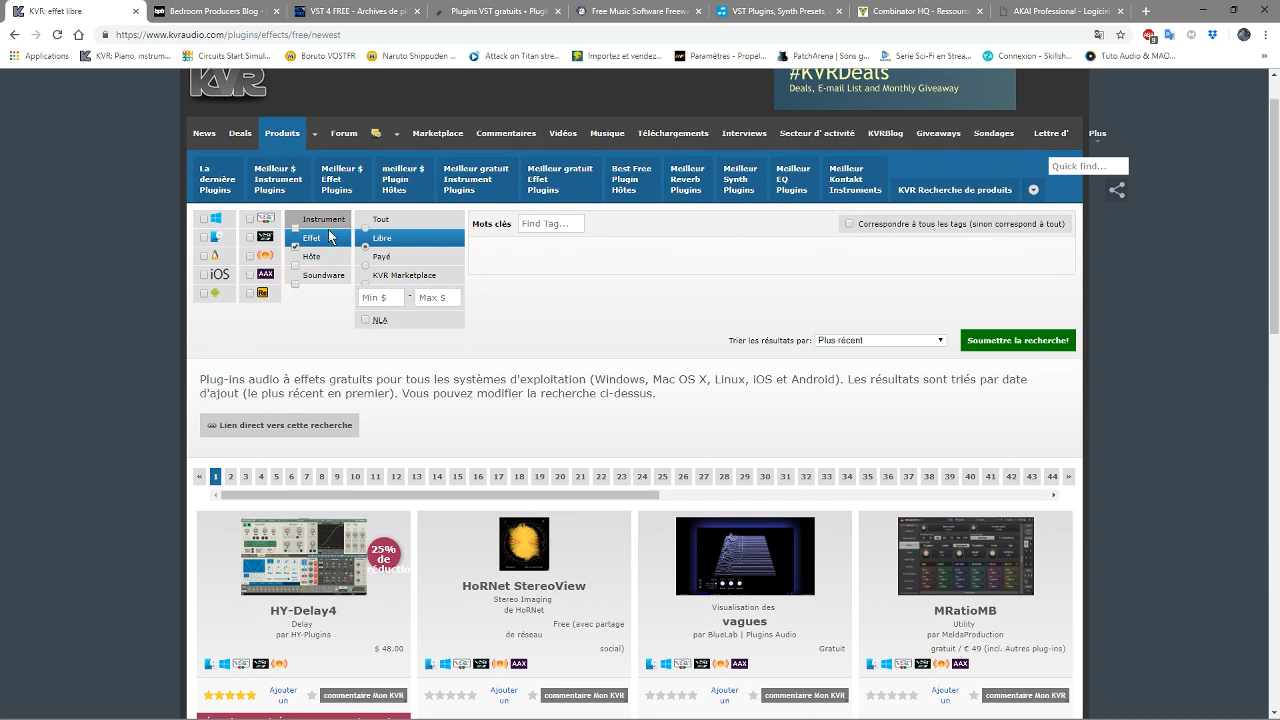 KVR: effet libre
Bedroom Producers Blog -
VST 4 FREE - Archives de p
Plugins gratuits • Plugin
Free Music Software Freew
VST Plugins, Synth Presets
Combinator HQ - Ressourc
AKAI Professional - Logiciel
https://www.kvraudio.com/plugins/effects/free/newest
Applications
KVR: Piano, instrum...
Circuits Start Simul...
Boruto VOSTFR
Naruto Shippuden
Attack on Titan stre...
Importez et vendez...
Paramètres - Propel...
PatchArena | Sons g...
Serie Sci-Fi en Strea...
Connexion - Skillsh...
Tuto Audio & MAO...
KVR
#KVRDeals
Deals, E-mail List and Monthly Giveaway
News
Deals
Produits
Forum
Marketplace
Commentaires
Vidéos
Musique
Téléchargements
Interviews
Secteur d' activité
KVRBlog
Giveaways
Sondages
Lettre d'
Plus
La
dernière
Plugins
Meilleur $
Instrument
Plugins
Meilleur $
Effet
Plugins
Meilleur $
Plugin
Hôtes
Meilleur gratuit
Instrument
Plugins
Meilleur gratuit
Effet
Plugins
Best Free
Plugin
Hôtes
Meilleur
Reverb
Plugins
Meilleur
Synth
Plugins
Meilleur
EQ
Plugins
Meilleur
Kontakt
Instruments
KVR Recherche de produits
Quick find...
iOS
AAX
Re
Instrument
Effet
Hôte
Soundware
Tout
Libre
Payé
KVR Marketplace
Min $ - Max $
NLA
Mots clés
Find Tag...
Correspondre à tous les tags (sinon correspond à tout)
Trier les résultats par:
Plus récent
Soumettre la recherche!
Plug-ins audio à effets gratuits pour tous les systèmes d'exploitation (Windows, Mac OS X, Linux, iOS et Android). Les résultats sont triés par date
d'ajout (le plus récent en premier). Vous pouvez modifier la recherche ci-dessus.
Lien direct vers cette recherche
« 1 2 3 4 5 6 7 8 9 10 11 12 13 14 15 16 17 18 19 20 21 22 23 24 25 26 27 28 29 30 31 32 33 34 35 36 37 38 39 40 41 42 43 44 »
25%
de
réductio
HY-Delay4
Delay
par HY-Plugins
$ 48.00
Ajouter
un
commentaire Mon KVR
HoRNet StereoView
Stereo Imaging
de HoRNet
Free (avec partage
de réseau
social)
AAX
Ajouter
un
commentaire Mon KVR
Visualisation des
vagues
par BlueLab | Plugins Audio
Gratuit
AAX
Ajouter
un
commentaire Mon KVR
MRatioMB
Utility
par MeldaProduction
gratuit / € 49 (incl. Autres plug-ins)
AAX
Ajouter
un
commentaire Mon KVR